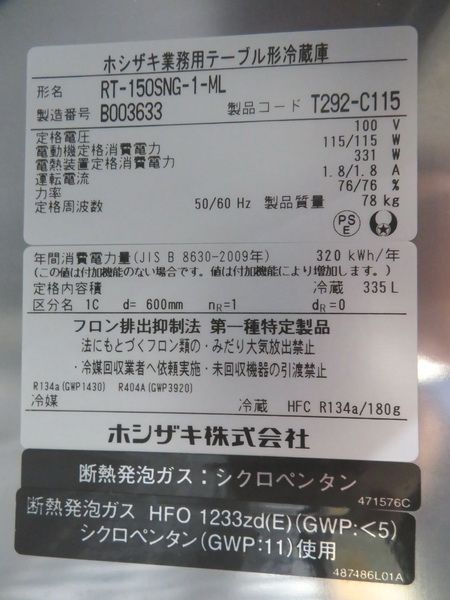 ホシザキ業務用テーブル形冷蔵庫
形名 RT-150SNG-1-ML
製造番号 B003633 製品コード T292-C115
定格電圧 100 V
電動機定格消費電力 115/115 W
電熱装置定格消費電力 331 W
運転電流 1.8/1.8 A
力率 76/76 %
定格周波数 50/60 Hz 製品質量 78 kg
PS
E
年間消費電力量(JIS B 8630-2009年) 320 kWh/年
(この値は付加機能のない場合です。値は付加機能により増加します。)
定格内容積 冷蔵 335 L
区分名 1C d= 600mm nR=1 dR=0
フロン排出抑制法 第一種特定製品
法にもとづくフロン類の・みだり大気放出禁止
・冷媒回収業者へ依頼実施・未回収機器の引渡禁止
R134a(GWP1430) R404A(GWP3920)
冷媒 冷蔵 HFC R134a/180g
ホシザキ株式会社
断熱発泡ガス:シクロペンタン
471576C
断熱発泡ガス HFO 1233zd(E)(GWP:<5)
シクロペンタン(GWP:11)使用
487486L01A